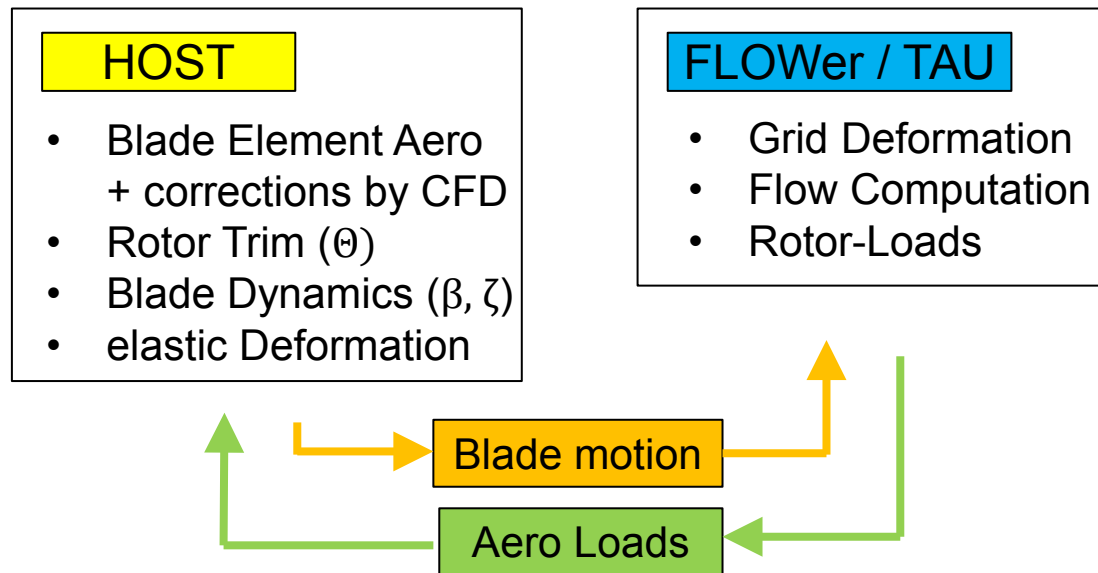 HOST
• Blade Element Aero
+ corrections by CFD
• Rotor Trim (Θ)
• Blade Dynamics (β, ζ)
• elastic Deformation
FLOWer / TAU
• Grid Deformation
• Flow Computation
• Rotor-Loads
Blade motion
Aero Loads